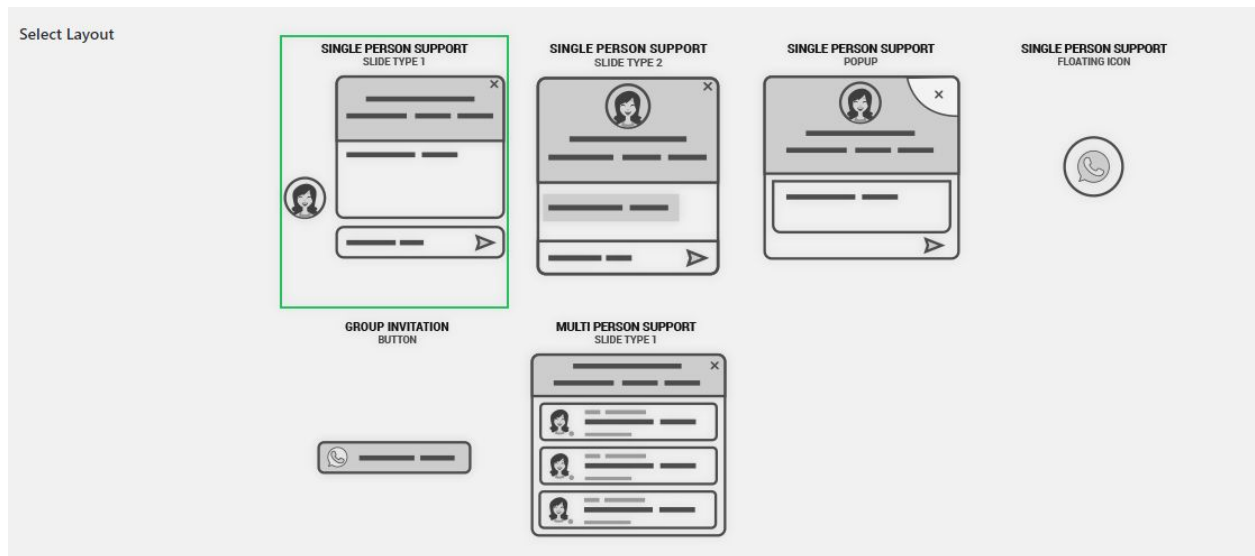 Select Layout
SINGLE PERSON SUPPORT
SLIDE TYPE 1
SINGLE PERSON SUPPORT
SLIDE TYPE 2
SINGLE PERSON SUPPORT
POPUP
SINGLE PERSON SUPPORT
FLOATING ICON
GROUP INVITATION
BUTTON
MULTI PERSON SUPPORT
SLIDE TYPE 1